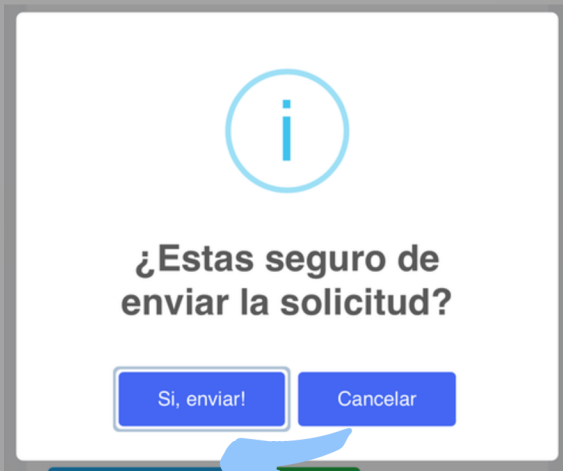 ¿Estas seguro de
enviar la solicitud?
Si, enviar!
Cancelar